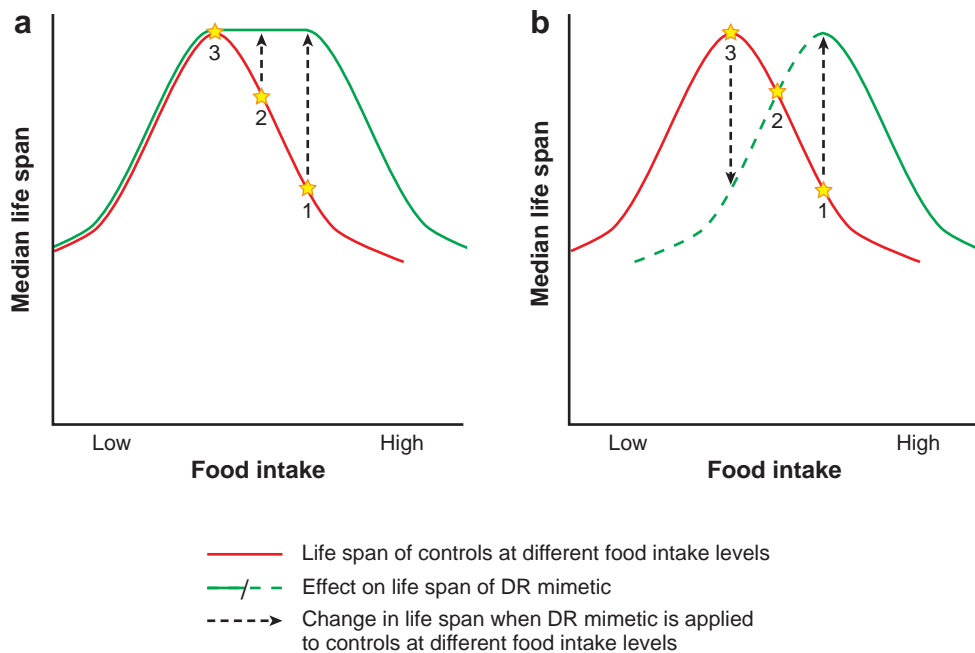 a
Median life span
3
2
1
Low
High
Food intake
b
Median life span
3
2
1
Low
High
Food intake
Life span of controls at different food intake levels
Effect on life span of DR mimetic
Change in life span when DR mimetic is applied
to controls at different food intake levels